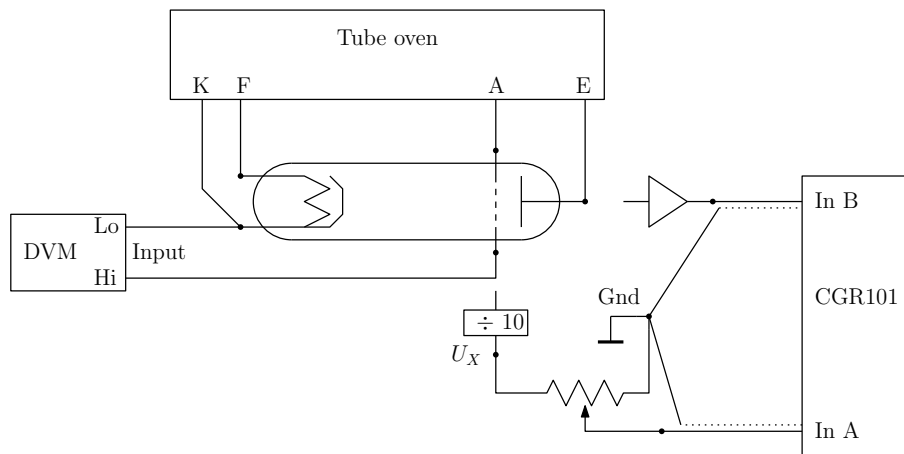 Tube oven
K F A E
Lo
DVM Input
Hi
In B
Gnd CGR101
÷ 10
U_X
In A